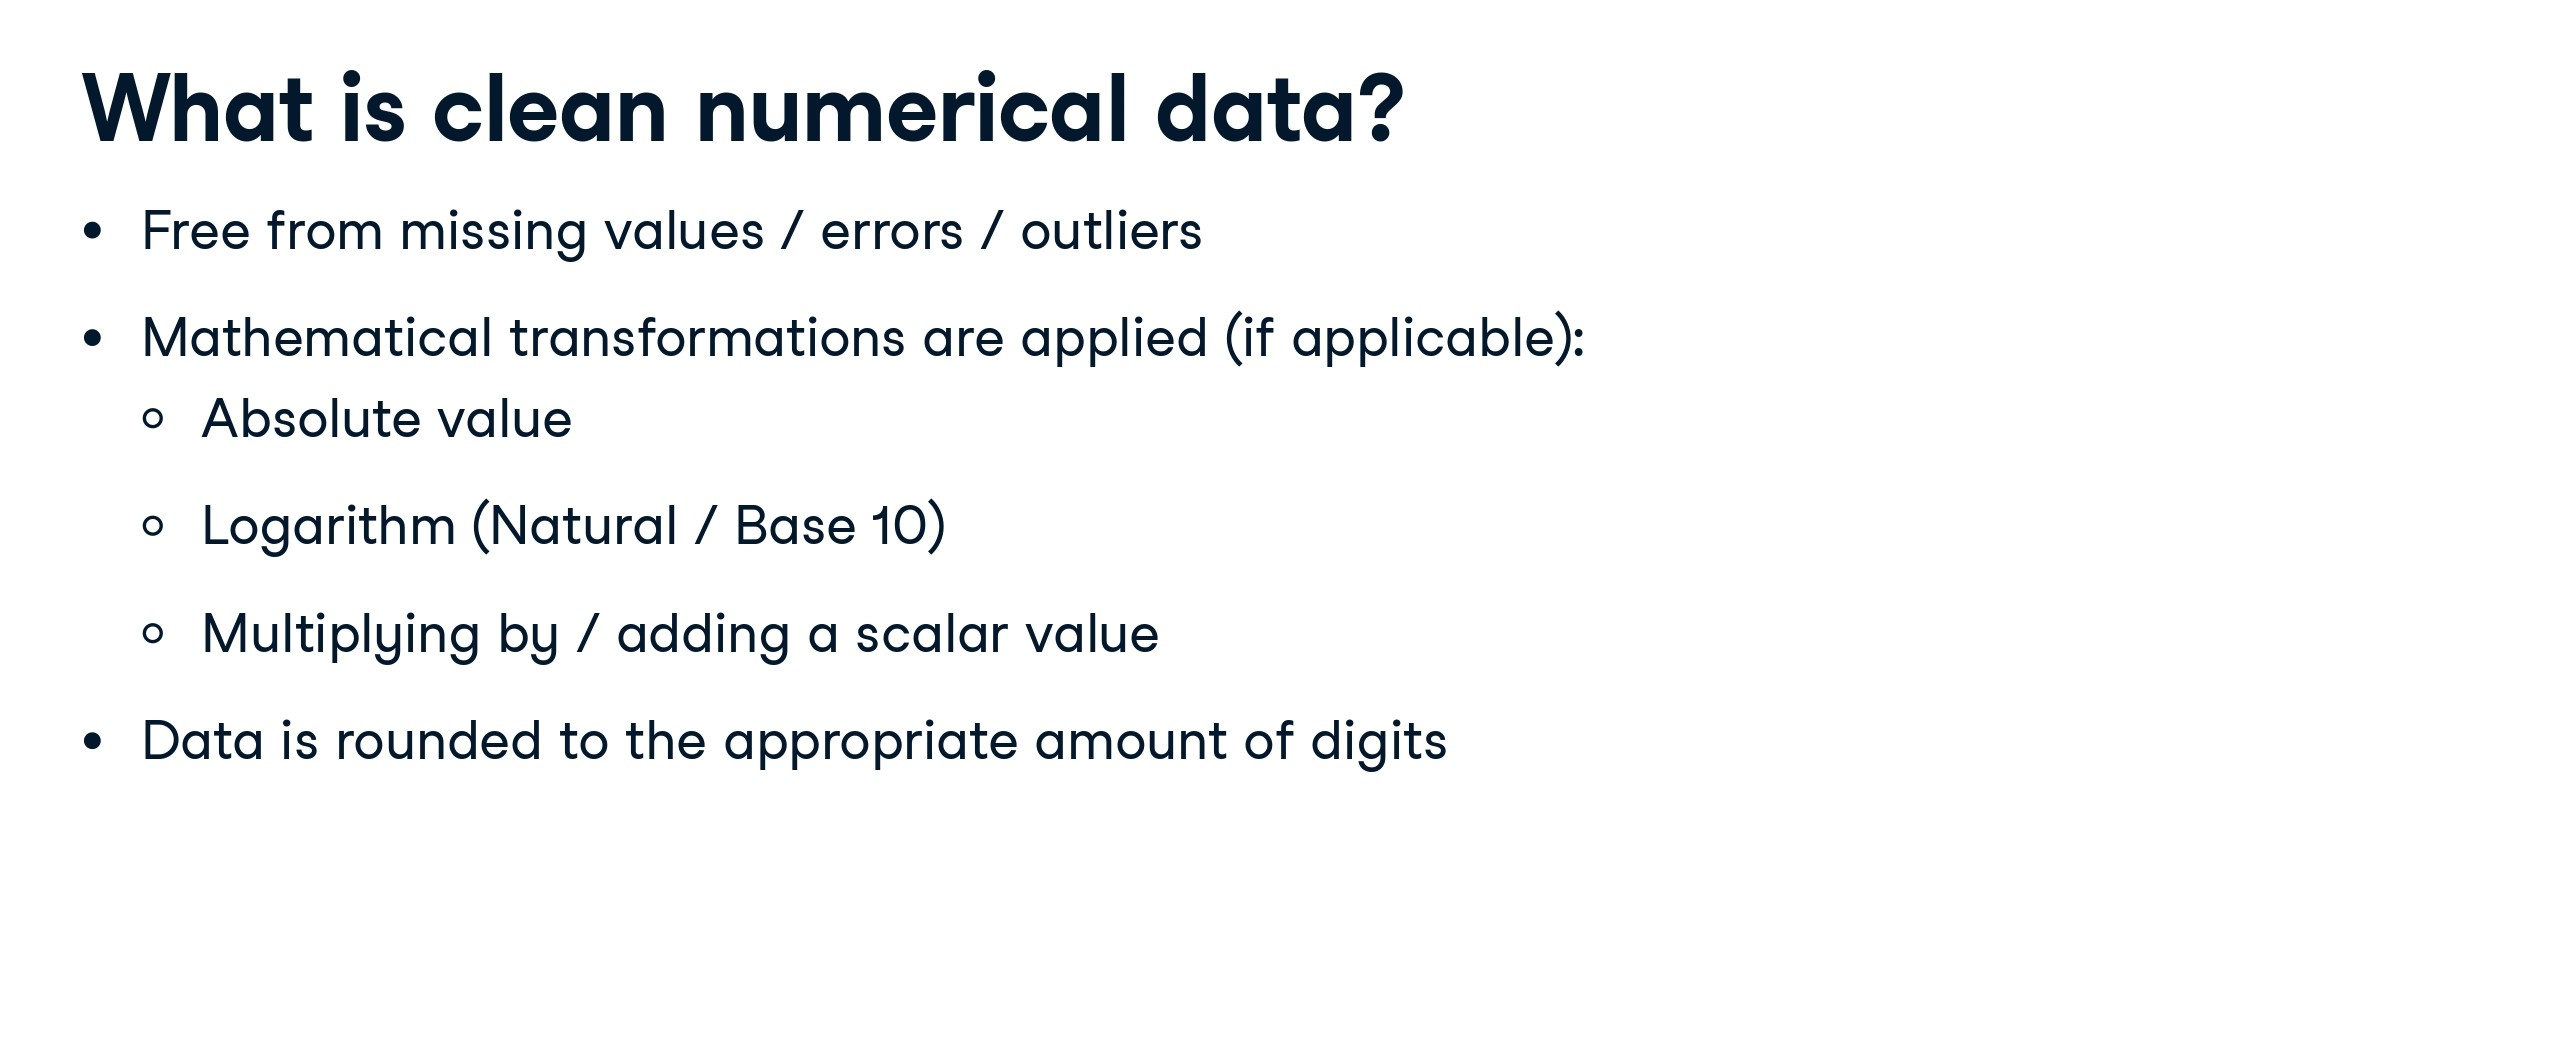 What is clean numerical data?
• Free from missing values / errors / outliers
• Mathematical transformations are applied (if applicable):
◦ Absolute value
◦ Logarithm (Natural / Base 10)
◦ Multiplying by / adding a scalar value
• Data is rounded to the appropriate amount of digits